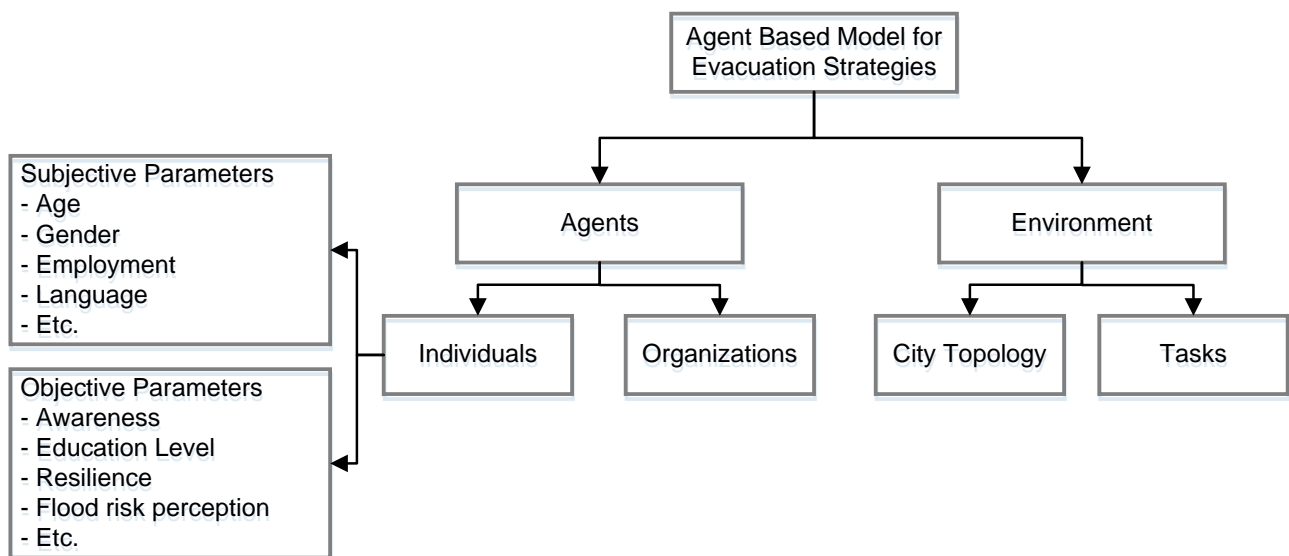 Agent Based Model for
Evacuation Strategies
Subjective Parameters
- Age
- Gender
- Employment
- Language
- Etc.
Agents
Environment
Individuals
Organizations
City Topology
Tasks
Objective Parameters
- Awareness
- Education Level
- Resilience
- Flood risk perception
- Etc.